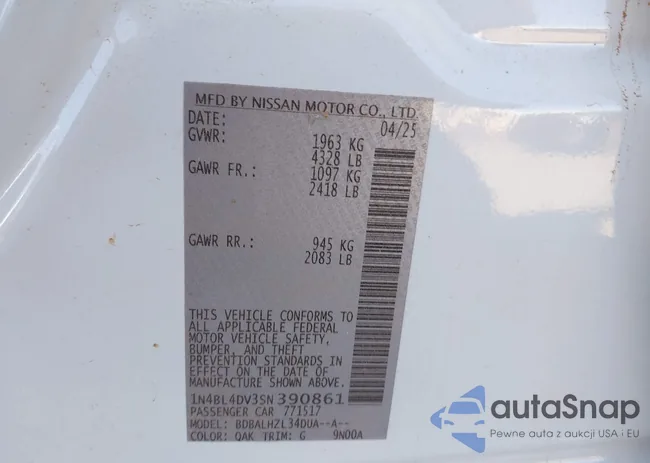 MFD BY NISSAN MOTOR CO., LTD.
DATE: 04/25
GVWR: 1963 KG
4328 LB
GAWR FR.: 1097 KG
2418 LB
GAWR RR.: 945 KG
2083 LB
THIS VEHICLE CONFORMS TO
ALL APPLICABLE FEDERAL
MOTOR VEHICLE SAFETY,
BUMPER, AND THEFT
PREVENTION STANDARDS IN
EFFECT ON THE DATE OF
MANUFACTURE SHOWN ABOVE.
1N4BL4DV3SN390861
PASSENGER CAR 771517
MODEL: BDBALHZL34DUA--A--
COLOR: QAK TRIM: G 9N00A
autoSnap
Pewne auta z aukcji USA i EU